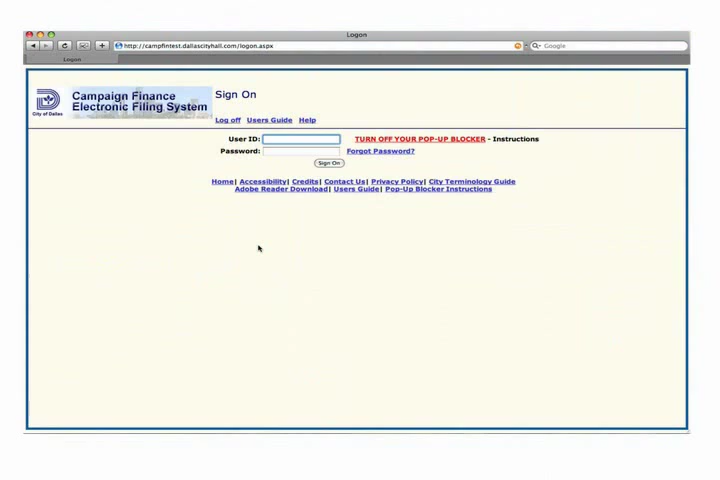 Logon
http://campfintest.dallascityhall.com/logon.aspx
Google
Logon
City of Dallas
Campaign Finance
Electronic Filing System
Sign On
Log off Users Guide Help
User ID: TURN OFF YOUR POP-UP BLOCKER - Instructions
Password: Forgot Password?
Sign On
Home| Accessibility| Credits| Contact Us| Privacy Policy| City Terminology Guide
Adobe Reader Download| Users Guide| Pop-Up Blocker Instructions